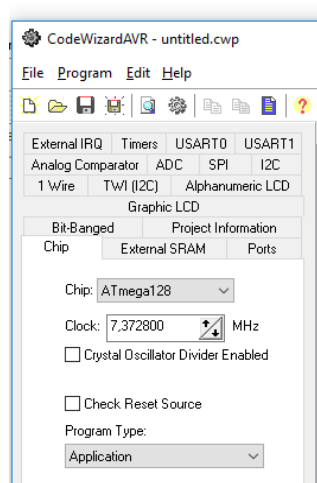 CodeWizardAVR - untitled.cwp
File Program Edit Help
External IRQ Timers USART0 USART1
Analog Comparator ADC SPI I2C
1 Wire TWI (I2C) Alphanumeric LCD
Graphic LCD
Bit-Banged Project Information
Chip External SRAM Ports
Chip: ATmega128
Clock: 7,372800 MHz
Crystal Oscillator Divider Enabled
Check Reset Source
Program Type:
Application